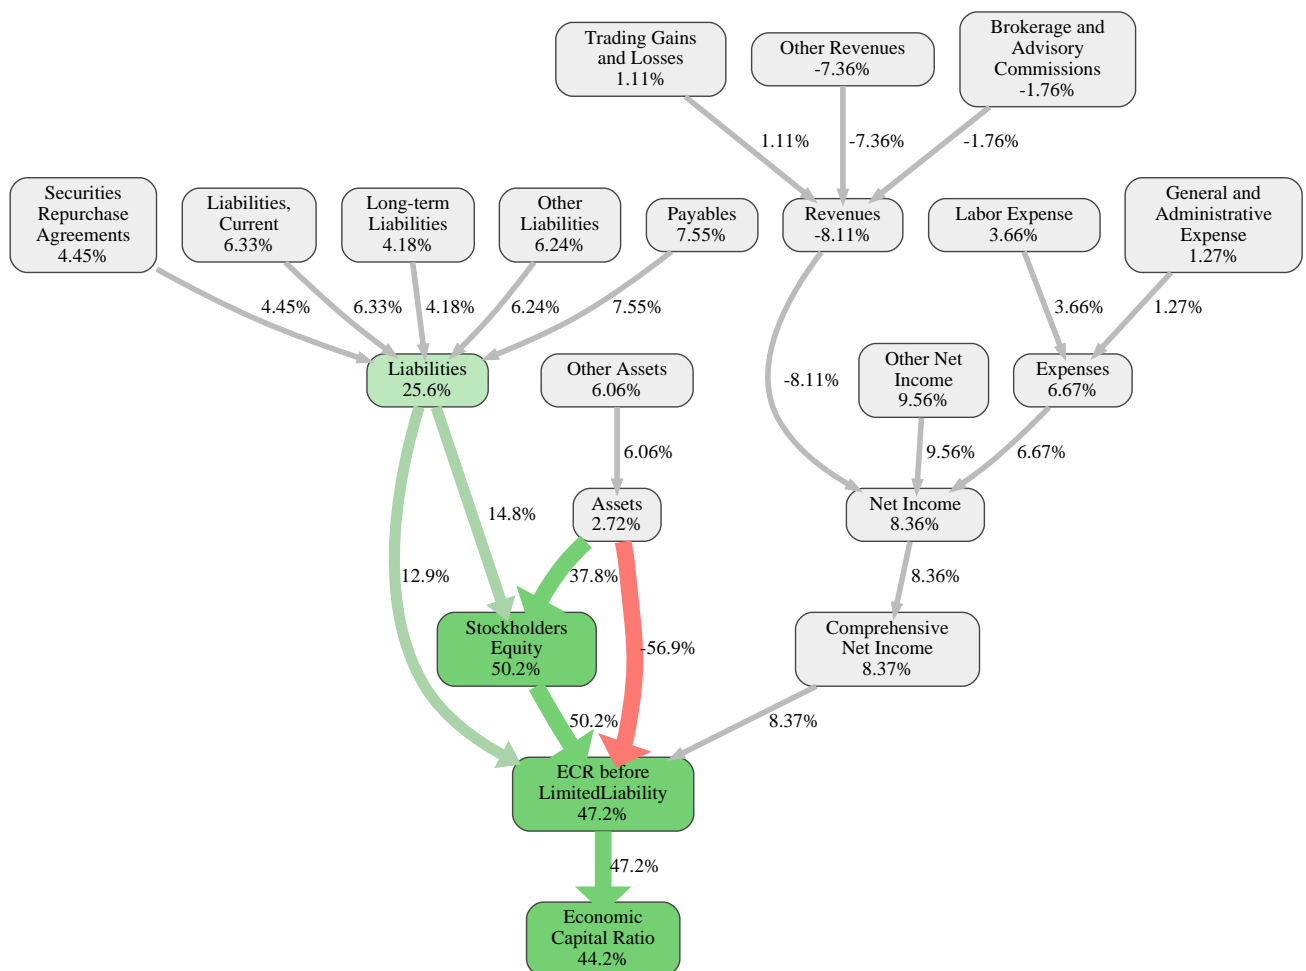 Trading Gains
and Losses
1.11%
Other Revenues
-7.36%
Brokerage and
Advisory
Commissions
-1.76%
1.11%
-7.36%
-1.76%
Securities
Repurchase
Agreements
4.45%
Liabilities,
Current
6.33%
Long-term
Liabilities
4.18%
Other
Liabilities
6.24%
Payables
7.55%
Revenues
-8.11%
Labor Expense
3.66%
General and
Administrative
Expense
1.27%
4.45%
6.33%
4.18%
6.24%
7.55%
3.66%
1.27%
Liabilities
25.6%
Other Assets
6.06%
-8.11%
Other Net
Income
9.56%
Expenses
6.67%
6.06%
9.56%
6.67%
14.8%
Assets
2.72%
Net Income
8.36%
12.9%
37.8%
8.36%
Stockholders
Equity
50.2%
-56.9%
Comprehensive
Net Income
8.37%
50.2%
8.37%
ECR before
LimitedLiability
47.2%
47.2%
Economic
Capital Ratio
44.2%